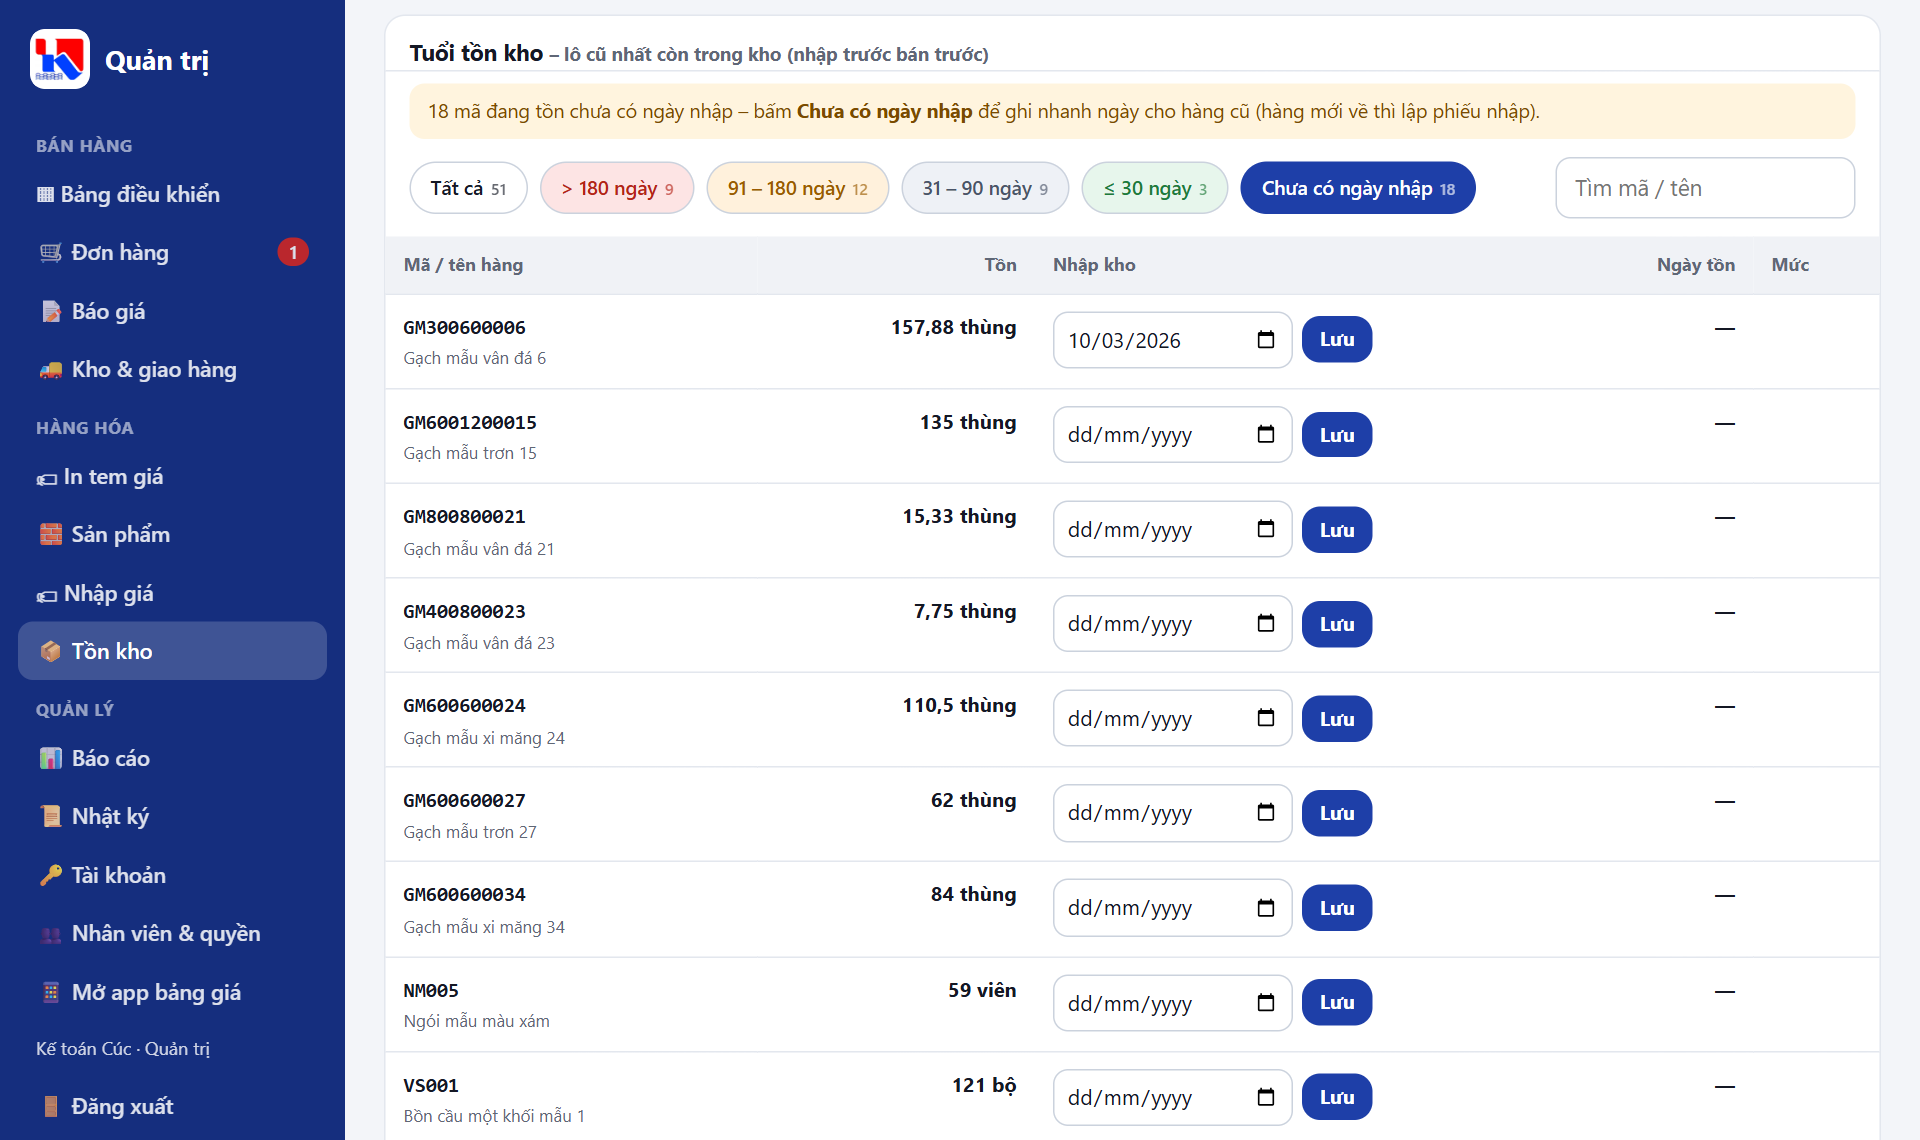 Quản trị
BÁN HÀNG
Bảng điều khiển
Đơn hàng 1
Báo giá
Kho & giao hàng
HÀNG HÓA
In tem giá
Sản phẩm
Nhập giá
Tồn kho
QUẢN LÝ
Báo cáo
Nhật ký
Tài khoản
Nhân viên & quyền
Mở app bảng giá
Kế toán Cúc · Quản trị
Đăng xuất
Tuổi tồn kho – lô cũ nhất còn trong kho (nhập trước bán trước)
18 mã đang tồn chưa có ngày nhập – bấm Chưa có ngày nhập để ghi nhanh ngày cho hàng cũ (hàng mới về thì lập phiếu nhập).
Tất cả 51 > 180 ngày 9 91 – 180 ngày 12 31 – 90 ngày 9 ≤ 30 ngày 3 Chưa có ngày nhập 18 Tìm mã / tên
Mã / tên hàng Tồn Nhập kho Ngày tồn Mức
GM300600006 157,88 thùng 10/03/2026 Lưu —
Gạch mẫu vân đá 6
GM6001200015 135 thùng dd/mm/yyyy Lưu —
Gạch mẫu trơn 15
GM800800021 15,33 thùng dd/mm/yyyy Lưu —
Gạch mẫu vân đá 21
GM400800023 7,75 thùng dd/mm/yyyy Lưu —
Gạch mẫu vân đá 23
GM600600024 110,5 thùng dd/mm/yyyy Lưu —
Gạch mẫu xi măng 24
GM600600027 62 thùng dd/mm/yyyy Lưu —
Gạch mẫu trơn 27
GM600600034 84 thùng dd/mm/yyyy Lưu —
Gạch mẫu xi măng 34
NM005 59 viên dd/mm/yyyy Lưu —
Ngói mẫu màu xám
VS001 121 bộ dd/mm/yyyy Lưu —
Bồn cầu một khối mẫu 1